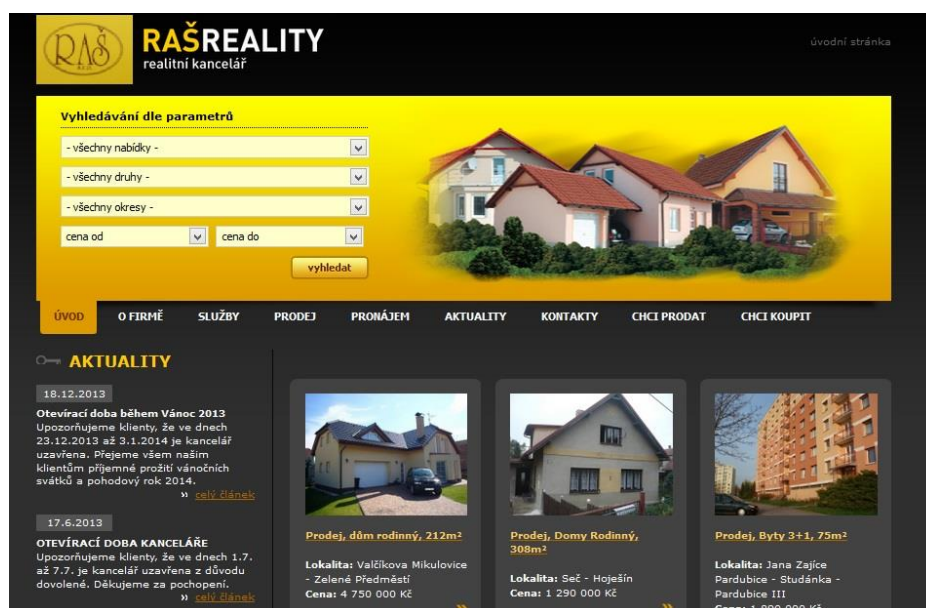 RAŠ
s.r.o.
RAŠREALITY
realitní kancelář
úvodní stránka
Vyhledávání dle parametrů
- všechny nabídky -
- všechny druhy -
- všechny okresy -
cena od
cena do
vyhledat
ÚVOD
O FIRMĚ
SLUŽBY
PRODEJ
PRONÁJEM
AKTUALITY
KONTAKTY
CHCI PRODAT
CHCI KOUPIT
AKTUALITY
18.12.2013
Otevírací doba během Vánoc 2013
Upozorňujeme klienty, že ve dnech
23.12.2013 až 3.1.2014 je kancelář
uzavřena. Přejeme všem našim
klientům příjemné prožití vánočních
svátků a pohodový rok 2014.
» celý článek
17.6.2013
OTEVÍRACÍ DOBA KANCELÁŘE
Upozorňujeme klienty, že ve dnech 1.7.
až 7.7. je kancelář uzavřena z důvodu
dovolené. Děkujeme za pochopení.
» celý článek
Prodej, dům rodinný, 212m²
Lokalita: Valčíkova Mikulovice
- Zelené Předměstí
Cena: 4 750 000 Kč
»
Prodej, Domy Rodinný,
308m²
Lokalita: Seč - Hoješín
Cena: 1 290 000 Kč
»
Prodej, Byty 3+1, 75m²
Lokalita: Jana Zajíce
Pardubice - Studánka -
Pardubice III